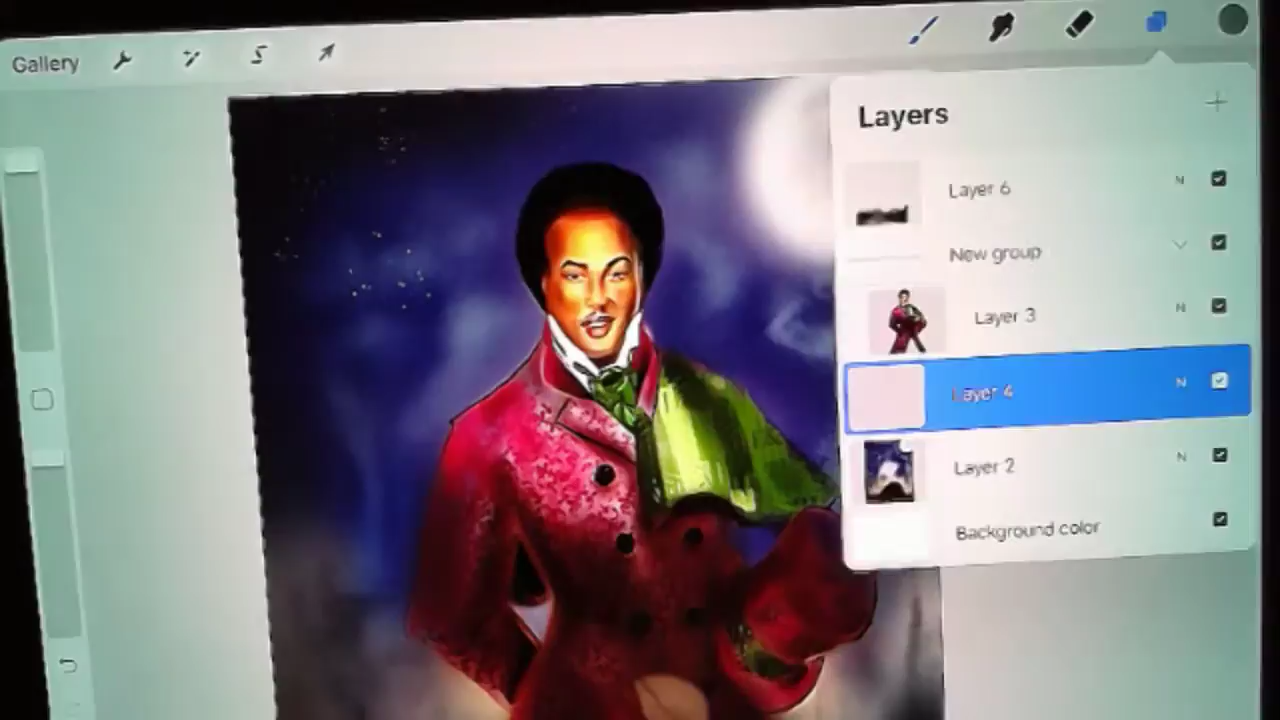 Gallery
Layers
Layer 6
N
New group
Layer 3
N
Layer 4
N
Layer 2
N
Background color